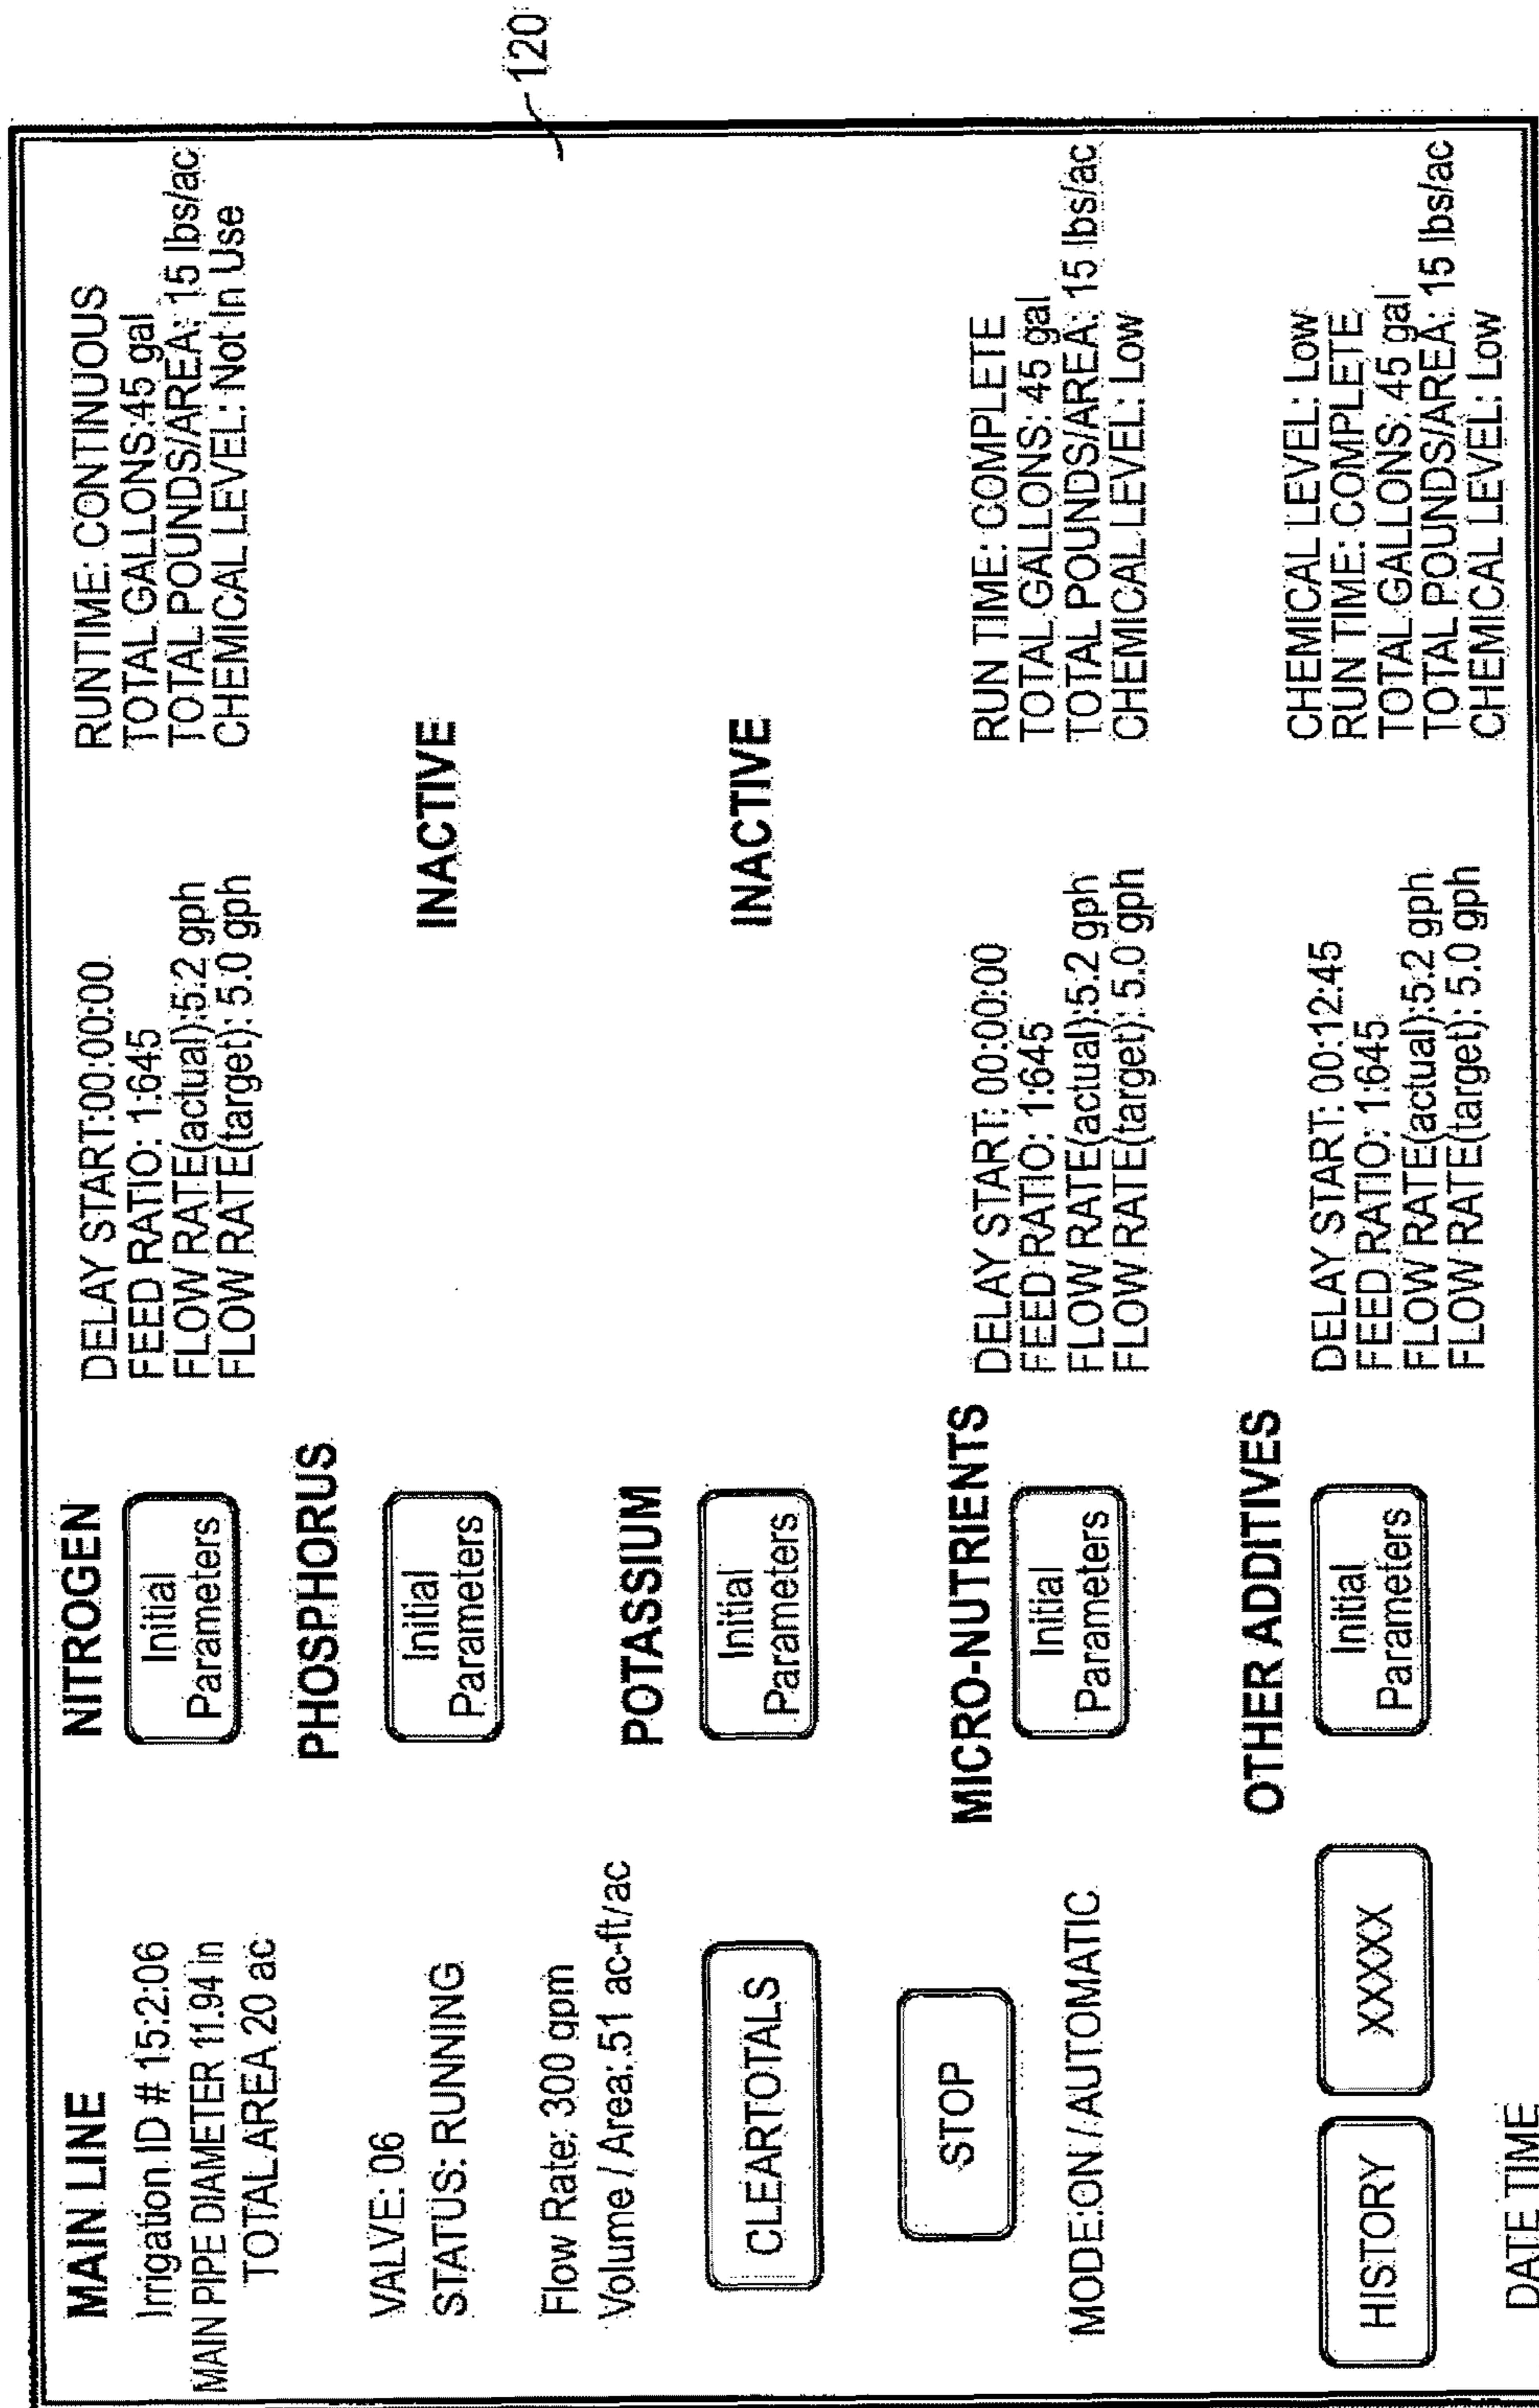 MAIN LINE
Irrigation ID # 15:2:06
MAIN PIPE DIAMETER 11.94 in
TOTAL AREA 20 ac
VALVE: 06
STATUS: RUNNING
Flow Rate: 300 gpm
Volume / Area: .51 ac-ft/ac
CLEARTOTALS
STOP
MODE:ON / AUTOMATIC
HISTORY
XXXXX
DATE TIME
NITROGEN
Initial
Parameters
DELAY START:00:00:00
FEED RATIO: 1:645
FLOW RATE(actual):5.2 gph
FLOW RATE(target): 5.0 gph
RUNTIME: CONTINUOUS
TOTAL GALLONS:45 gal
TOTAL POUNDS/AREA: 15 lbs/ac
CHEMICAL LEVEL: Not In Use
PHOSPHORUS
Initial
Parameters
INACTIVE
POTASSIUM
Initial
Parameters
INACTIVE
MICRO-NUTRIENTS
Initial
Parameters
DELAY START: 00:00:00
FEED RATIO: 1:645
FLOW RATE(actual):5.2 gph
FLOW RATE(target): 5.0 gph
RUN TIME: COMPLETE
TOTAL GALLONS: 45 gal
TOTAL POUNDS/AREA: 15 lbs/ac
CHEMICAL LEVEL: Low
OTHER ADDITIVES
Initial
Parameters
DELAY START: 00:12:45
FEED RATIO: 1:645
FLOW RATE(actual):5.2 gph
FLOW RATE(target): 5.0 gph
CHEMICAL LEVEL: Low
RUN TIME: COMPLETE
TOTAL GALLONS: 45 gal
TOTAL POUNDS/AREA: 15 lbs/ac
CHEMICAL LEVEL: Low
120